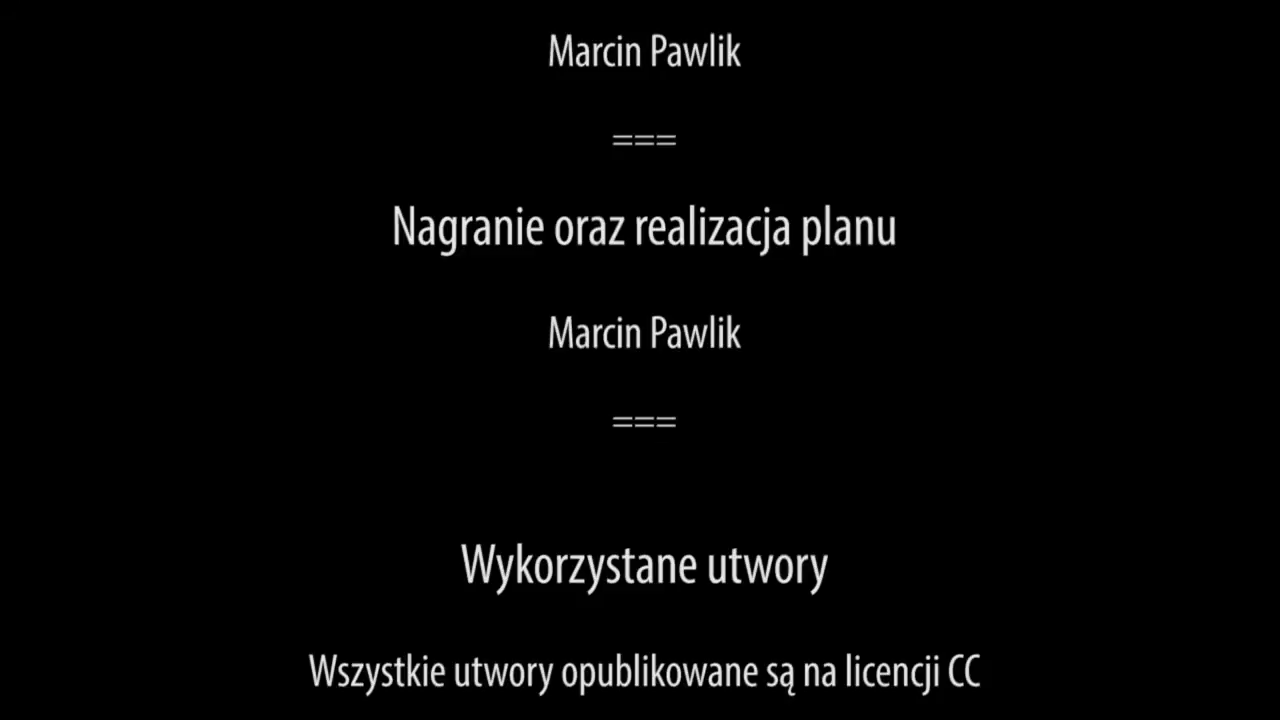 Marcin Pawlik
===
Nagranie oraz realizacja planu
Marcin Pawlik
===
Wykorzystane utwory
Wszystkie utwory opublikowane są na licencji CC